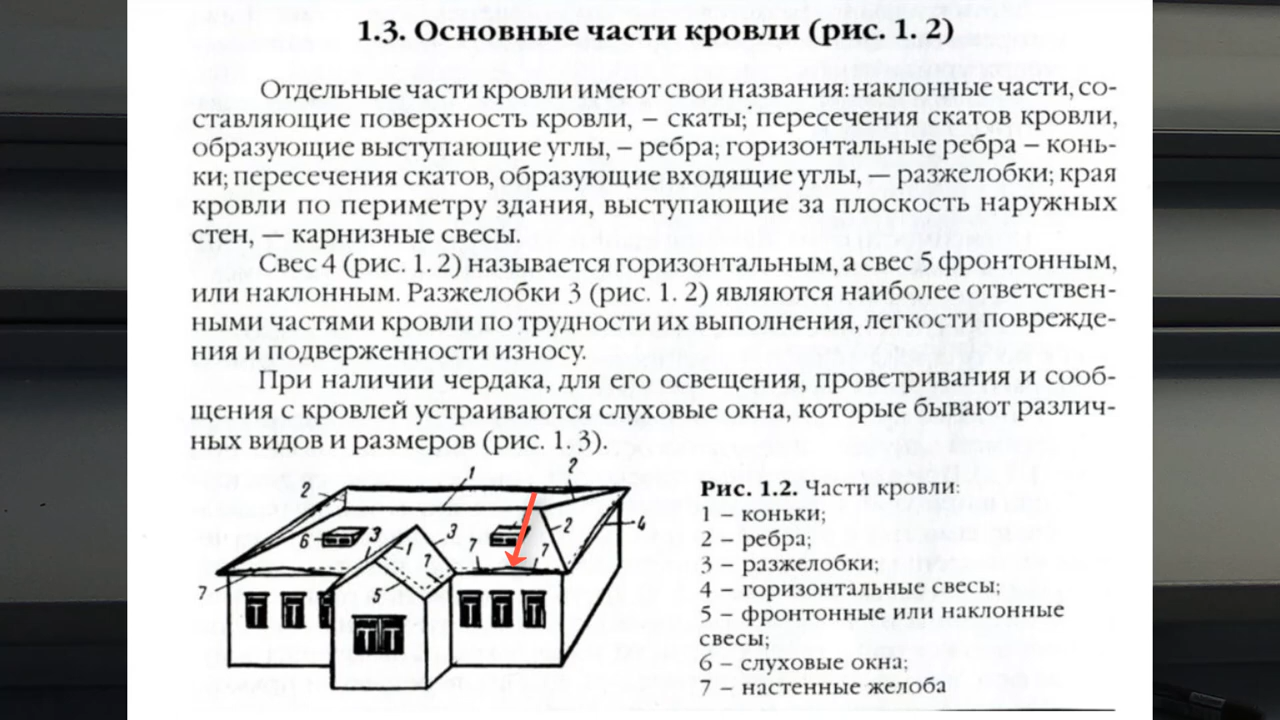 1.3. Основные части кровли (рис. 1. 2)
Отдельные части кровли имеют свои названия: наклонные части, со-
ставляющие поверхность кровли, – скаты; пересечения скатов кровли,
образующие выступающие углы, – ребра; горизонтальные ребра – конь-
ки; пересечения скатов, образующие входящие углы, — разжелобки; края
кровли по периметру здания, выступающие за плоскость наружных
стен, — карнизные свесы.
Свес 4 (рис. 1. 2) называется горизонтальным, а свес 5 фронтонным,
или наклонным. Разжелобки 3 (рис. 1. 2) являются наиболее ответствен-
ными частями кровли по трудности их выполнения, легкости поврежде-
ния и подверженности износу.
При наличии чердака, для его освещения, проветривания и сооб-
щения с кровлей устраиваются слуховые окна, которые бывают различ-
ных видов и размеров (рис. 1. 3).
2 1 2
6 3 1 3 7 2 4
7 5 7 7
Рис. 1.2. Части кровли:
1 – коньки;
2 – ребра;
3 – разжелобки;
4 – горизонтальные свесы;
5 – фронтонные или наклонные
свесы;
6 – слуховые окна;
7 – настенные желоба